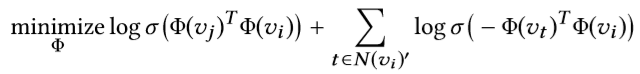 minimize log σ(Φ(v_j)^T Φ(v_i)) + ∑ log σ( − Φ(v_t)^T Φ(v_i))
Φ t∈N(v_i)′